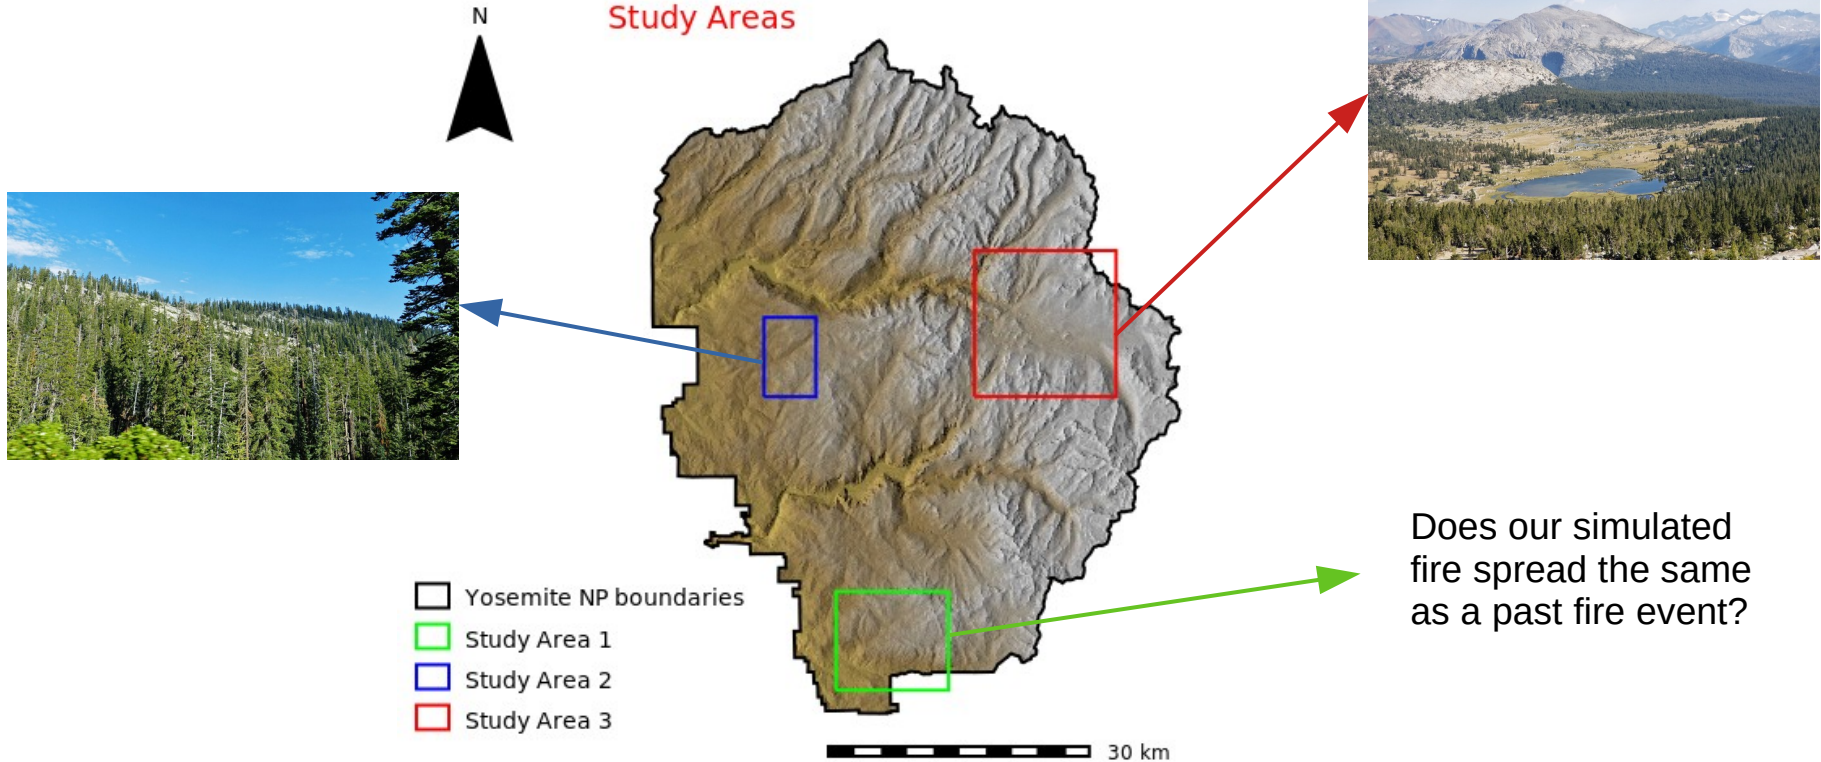 Study Areas
N
Does our simulated
fire spread the same
as a past fire event?
Yosemite NP boundaries
Study Area 1
Study Area 2
Study Area 3
30 km